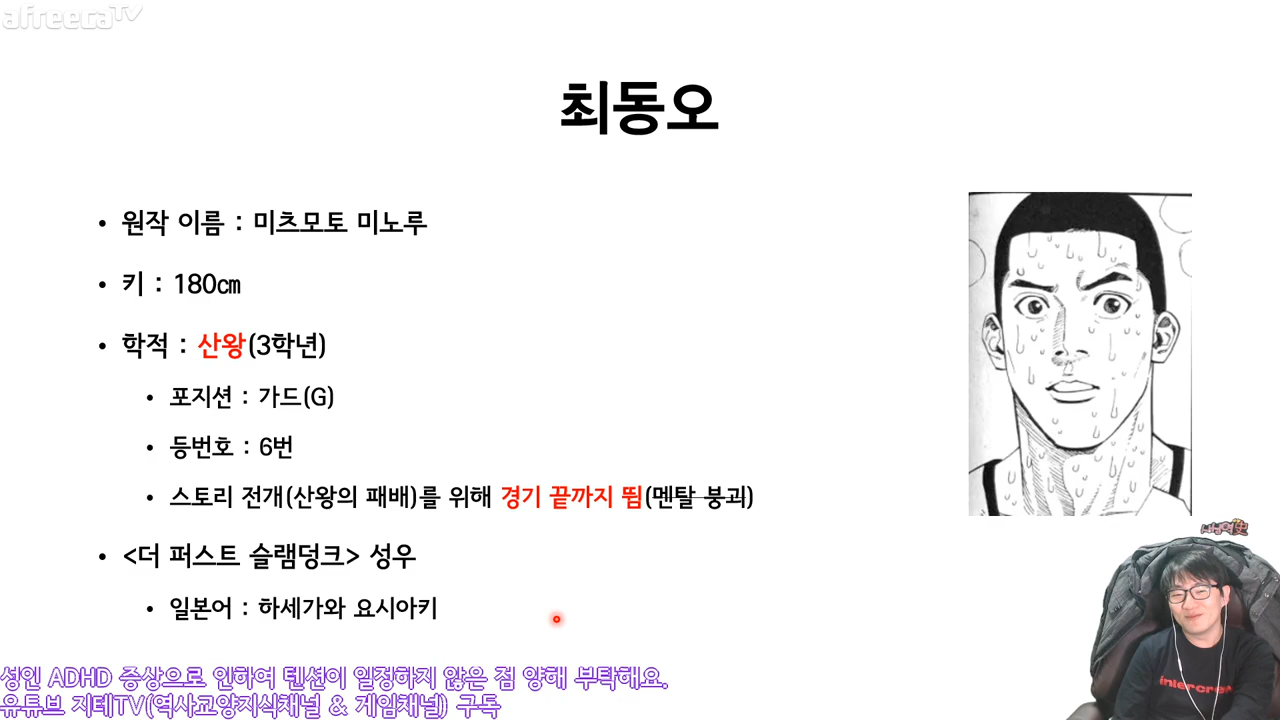 afreecaTV
최동오
• 원작 이름 : 미츠모토 미노루
• 키 : 180㎝
• 학적 : 산왕(3학년)
• 포지션 : 가드(G)
• 등번호 : 6번
• 스토리 전개(산왕의 패배)를 위해 경기 끝까지 뜀(멘탈 붕괴)
• <더 퍼스트 슬램덩크> 성우
• 일본어 : 하세가와 요시아키
성인 ADHD 증상으로 인하여 텐션이 일정하지 않은 점 양해 부탁해요.
유튜브 지테TV(역사교양지식채널 & 게임채널) 구독